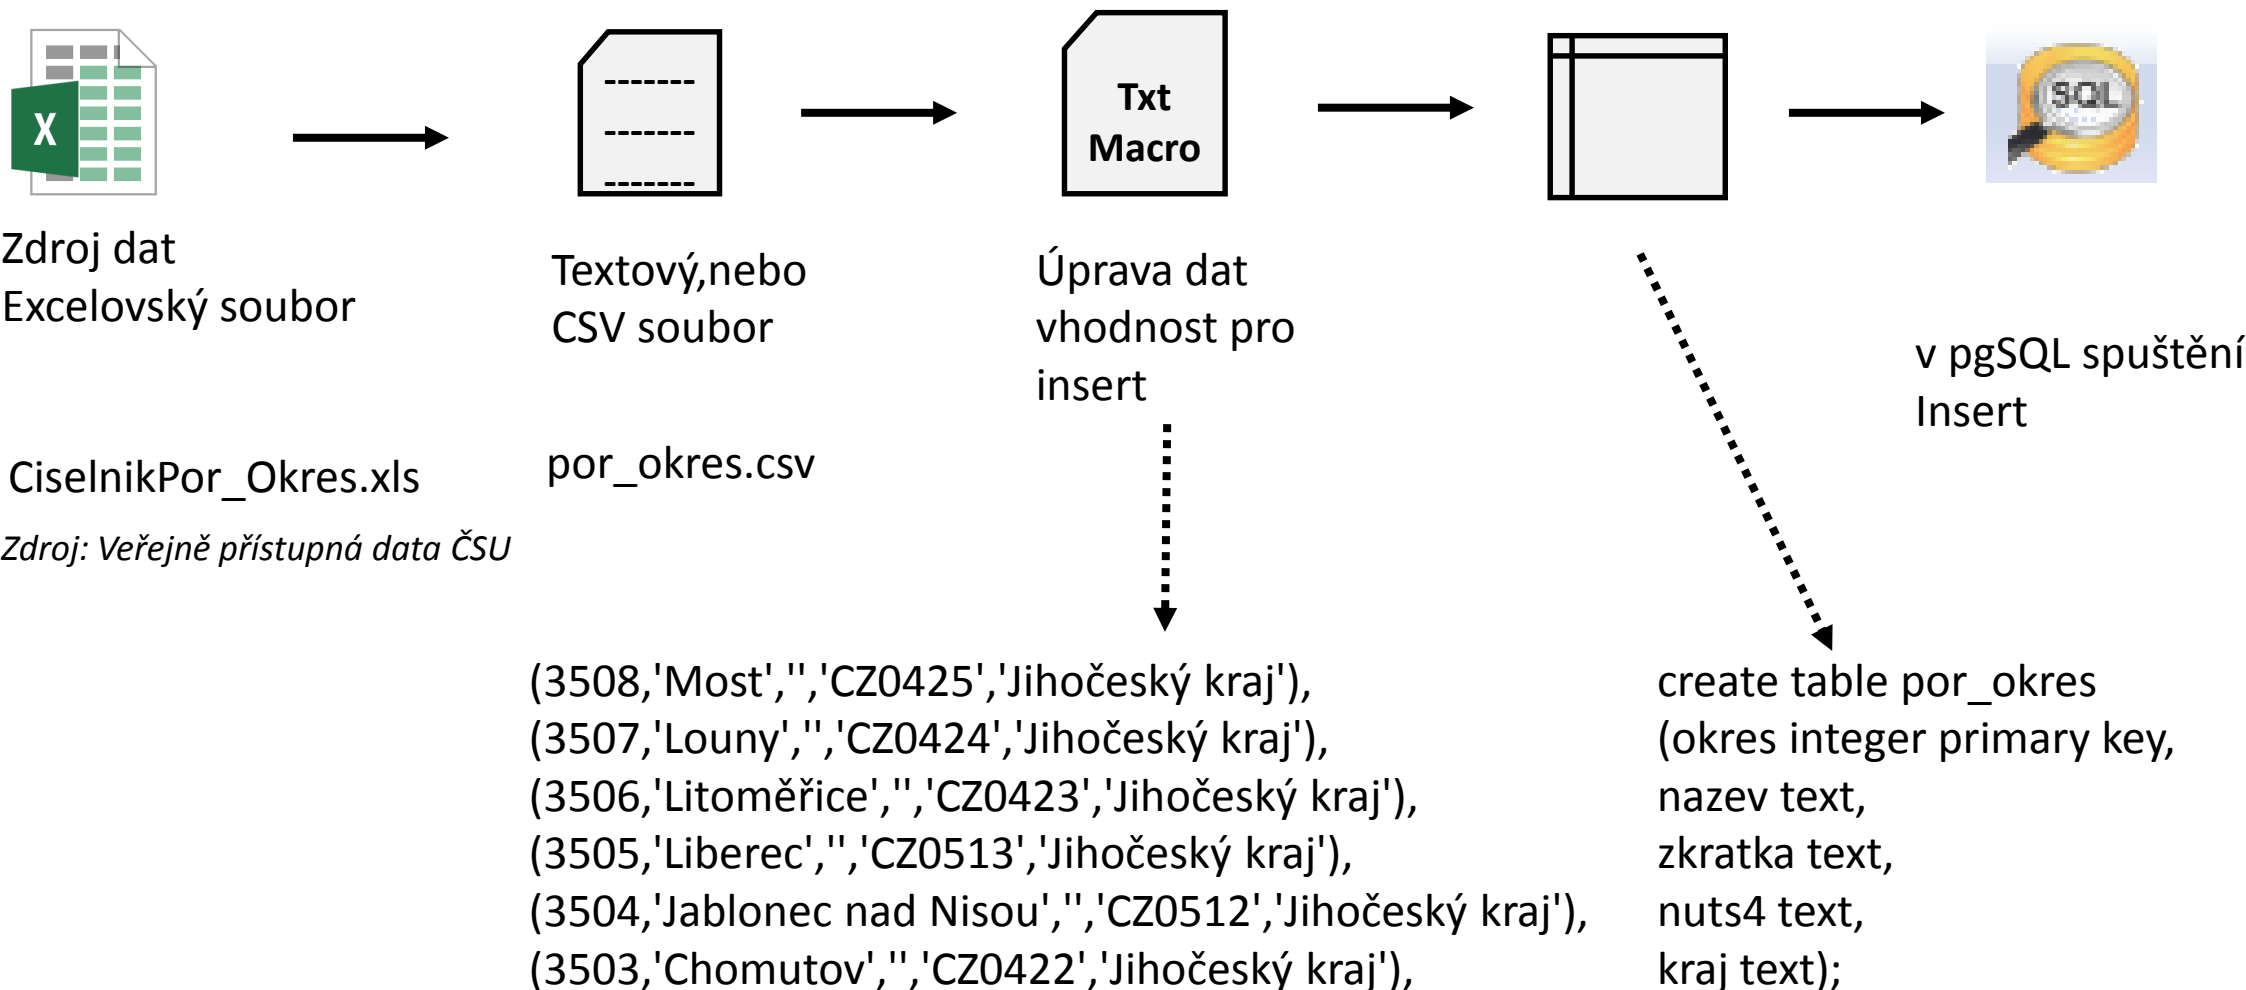 X
Txt
Macro
SQL
Zdroj dat
Excelovský soubor
CiselnikPor_Okres.xls
Zdroj: Veřejně přístupná data ČSU
Textový,nebo
CSV soubor
por_okres.csv
Úprava dat
vhodnost pro
insert
v pgSQL spuštění
Insert
(3508,'Most','','CZ0425','Jihočeský kraj'),
(3507,'Louny','','CZ0424','Jihočeský kraj'),
(3506,'Litoměřice','','CZ0423','Jihočeský kraj'),
(3505,'Liberec','','CZ0513','Jihočeský kraj'),
(3504,'Jablonec nad Nisou','','CZ0512','Jihočeský kraj'),
(3503,'Chomutov','','CZ0422','Jihočeský kraj'),
create table por_okres
(okres integer primary key,
nazev text,
zkratka text,
nuts4 text,
kraj text);